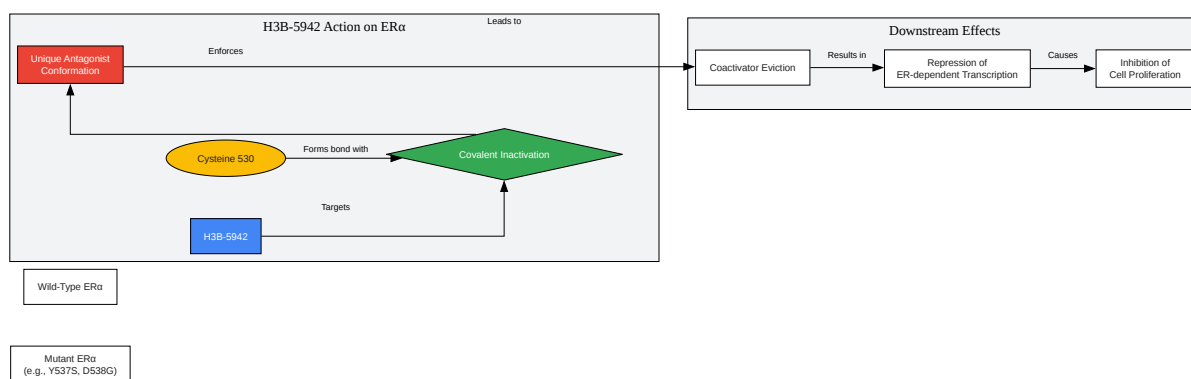 Leads to
H3B-5942 Action on ERα
Downstream Effects
Enforces
Unique Antagonist
Conformation
Coactivator Eviction
Results in
Repression of
ER-dependent Transcription
Causes
Inhibition of
Cell Proliferation
Cysteine 530
Forms bond with
Covalent Inactivation
Targets
H3B-5942
Wild-Type ERα
Mutant ERα
(e.g., Y537S, D538G)